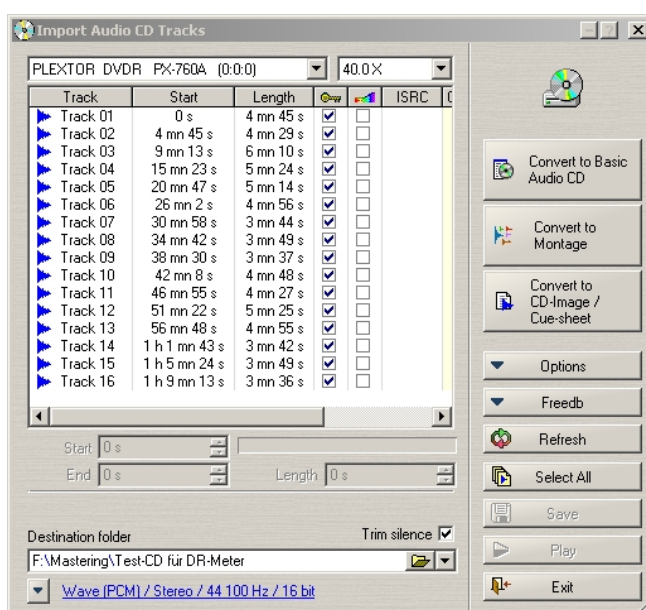 Import Audio CD Tracks
PLEXTOR DVDR PX-760A (0:0:0) 40.0 X
Track Start Length ISRC
Track 01 0 s 4 mn 45 s
Track 02 4 mn 45 s 4 mn 29 s
Track 03 9 mn 13 s 6 mn 10 s
Track 04 15 mn 23 s 5 mn 24 s
Track 05 20 mn 47 s 5 mn 14 s
Track 06 26 mn 2 s 4 mn 56 s
Track 07 30 mn 58 s 3 mn 44 s
Track 08 34 mn 42 s 3 mn 49 s
Track 09 38 mn 30 s 3 mn 37 s
Track 10 42 mn 8 s 4 mn 48 s
Track 11 46 mn 55 s 4 mn 27 s
Track 12 51 mn 22 s 5 mn 25 s
Track 13 56 mn 48 s 4 mn 55 s
Track 14 1 h 1 mn 43 s 3 mn 42 s
Track 15 1 h 5 mn 24 s 3 mn 49 s
Track 16 1 h 9 mn 13 s 3 mn 36 s
Start 0 s
End 0 s Length 0 s
Destination folder Trim silence
F:\Mastering\Test-CD für DR-Meter
Wave (PCM) / Stereo / 44 100 Hz / 16 bit
Convert to Basic
Audio CD
Convert to
Montage
Convert to
CD-Image /
Cue-sheet
Options
Freedb
Refresh
Select All
Save
Play
Exit